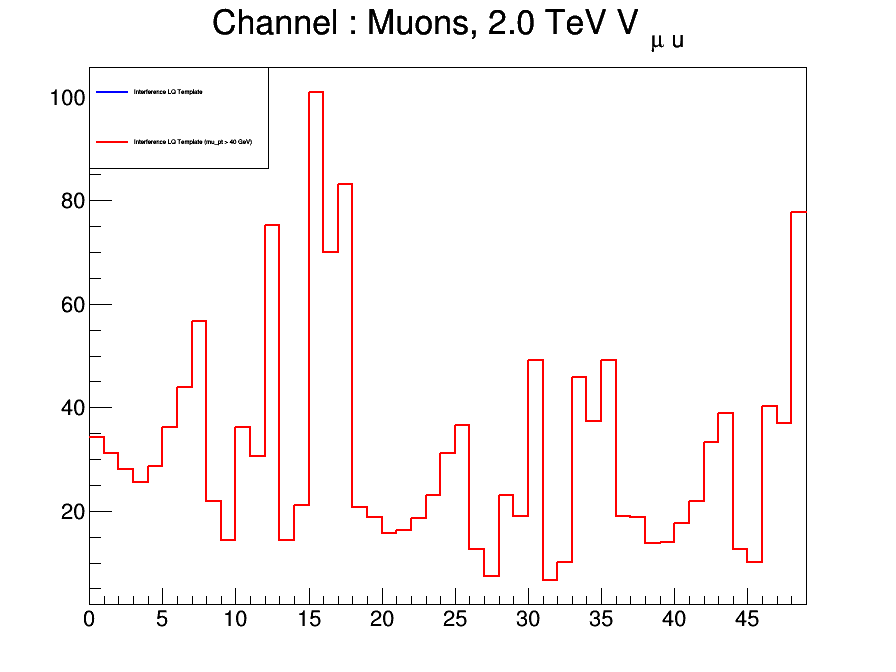 Channel : Muons, 2.0 TeV V μ u
Interference LQ Template
Interference LQ Template (mu_pt > 40 GeV)
100
80
60
40
20
0 5 10 15 20 25 30 35 40 45